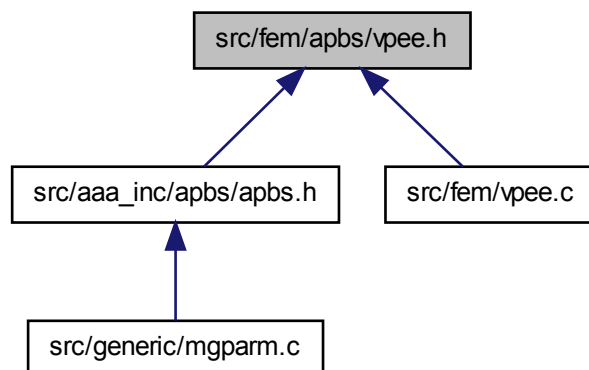 src/fem/apbs/vpee.h
src/aaa_inc/apbs/apbs.h
src/fem/vpee.c
src/generic/mgparm.c